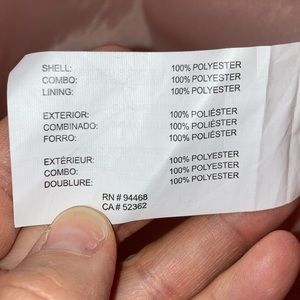 SHELL: 100% POLYESTER
COMBO: 100% POLYESTER
LINING: 100% POLYESTER
EXTERIOR: 100% POLIÉSTER
COMBINADO: 100% POLIÉSTER
FORRO: 100% POLIÉSTER
EXTÉRIEUR: 100% POLYESTER
COMBO: 100% POLYESTER
DOUBLURE: 100% POLYESTER
RN # 94468
CA # 52362